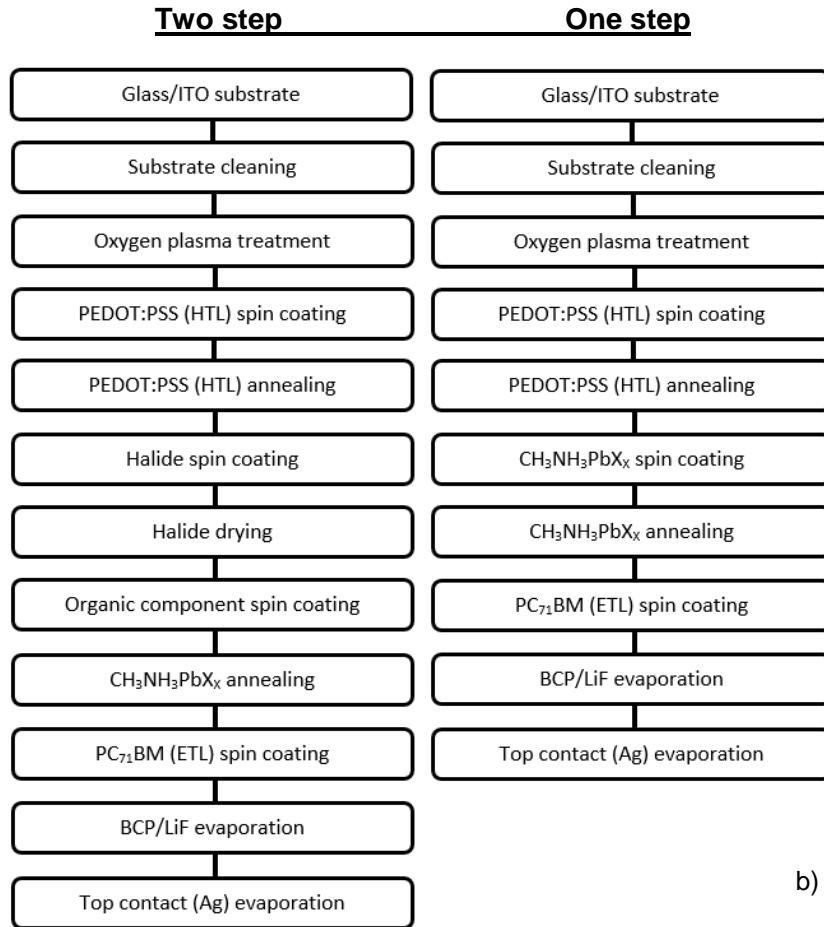 Two step
Glass/ITO substrate
Substrate cleaning
Oxygen plasma treatment
PEDOT:PSS (HTL) spin coating
PEDOT:PSS (HTL) annealing
Halide spin coating
Halide drying
Organic component spin coating
CH₃NH₃PbXₓ annealing
PC₇₁BM (ETL) spin coating
BCP/LiF evaporation
Top contact (Ag) evaporation
One step
Glass/ITO substrate
Substrate cleaning
Oxygen plasma treatment
PEDOT:PSS (HTL) spin coating
PEDOT:PSS (HTL) annealing
CH₃NH₃PbXₓ spin coating
CH₃NH₃PbXₓ annealing
PC₇₁BM (ETL) spin coating
BCP/LiF evaporation
Top contact (Ag) evaporation
b)